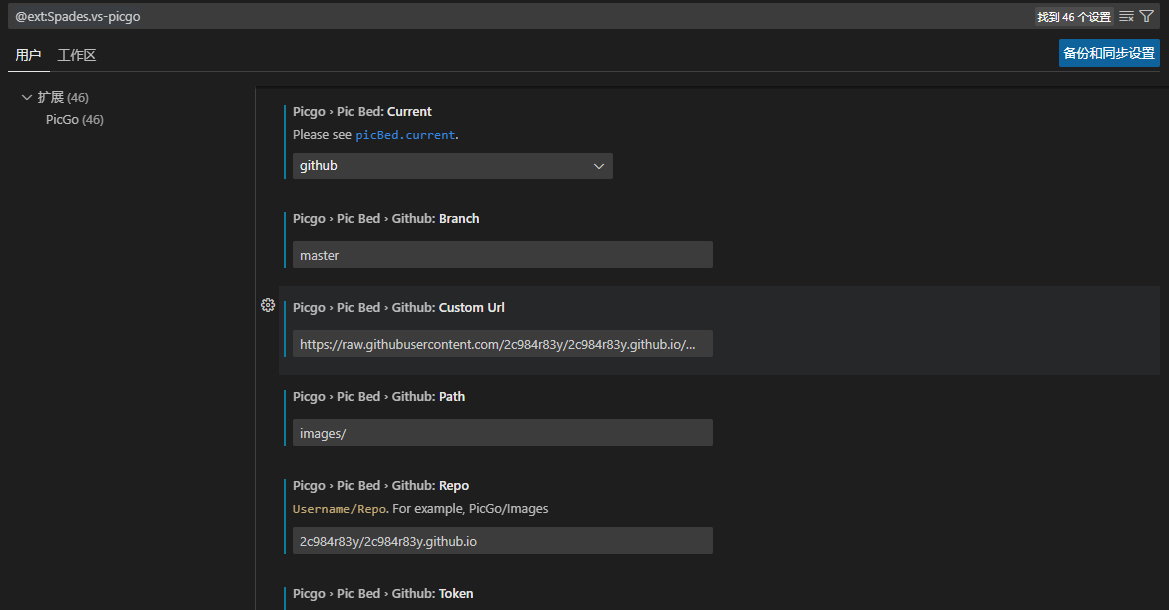 @ext:Spades.vs-picgo
找到 46 个设置
用户 工作区
备份和同步设置
扩展 (46)
PicGo (46)
Picgo › Pic Bed: Current
Please see picBed.current.
github
Picgo › Pic Bed › Github: Branch
master
Picgo › Pic Bed › Github: Custom Url
https://raw.githubusercontent.com/2c984r83y/2c984r83y.github.io/...
Picgo › Pic Bed › Github: Path
images/
Picgo › Pic Bed › Github: Repo
Username/Repo. For example, PicGo/Images
2c984r83y/2c984r83y.github.io
Picgo › Pic Bed › Github: Token